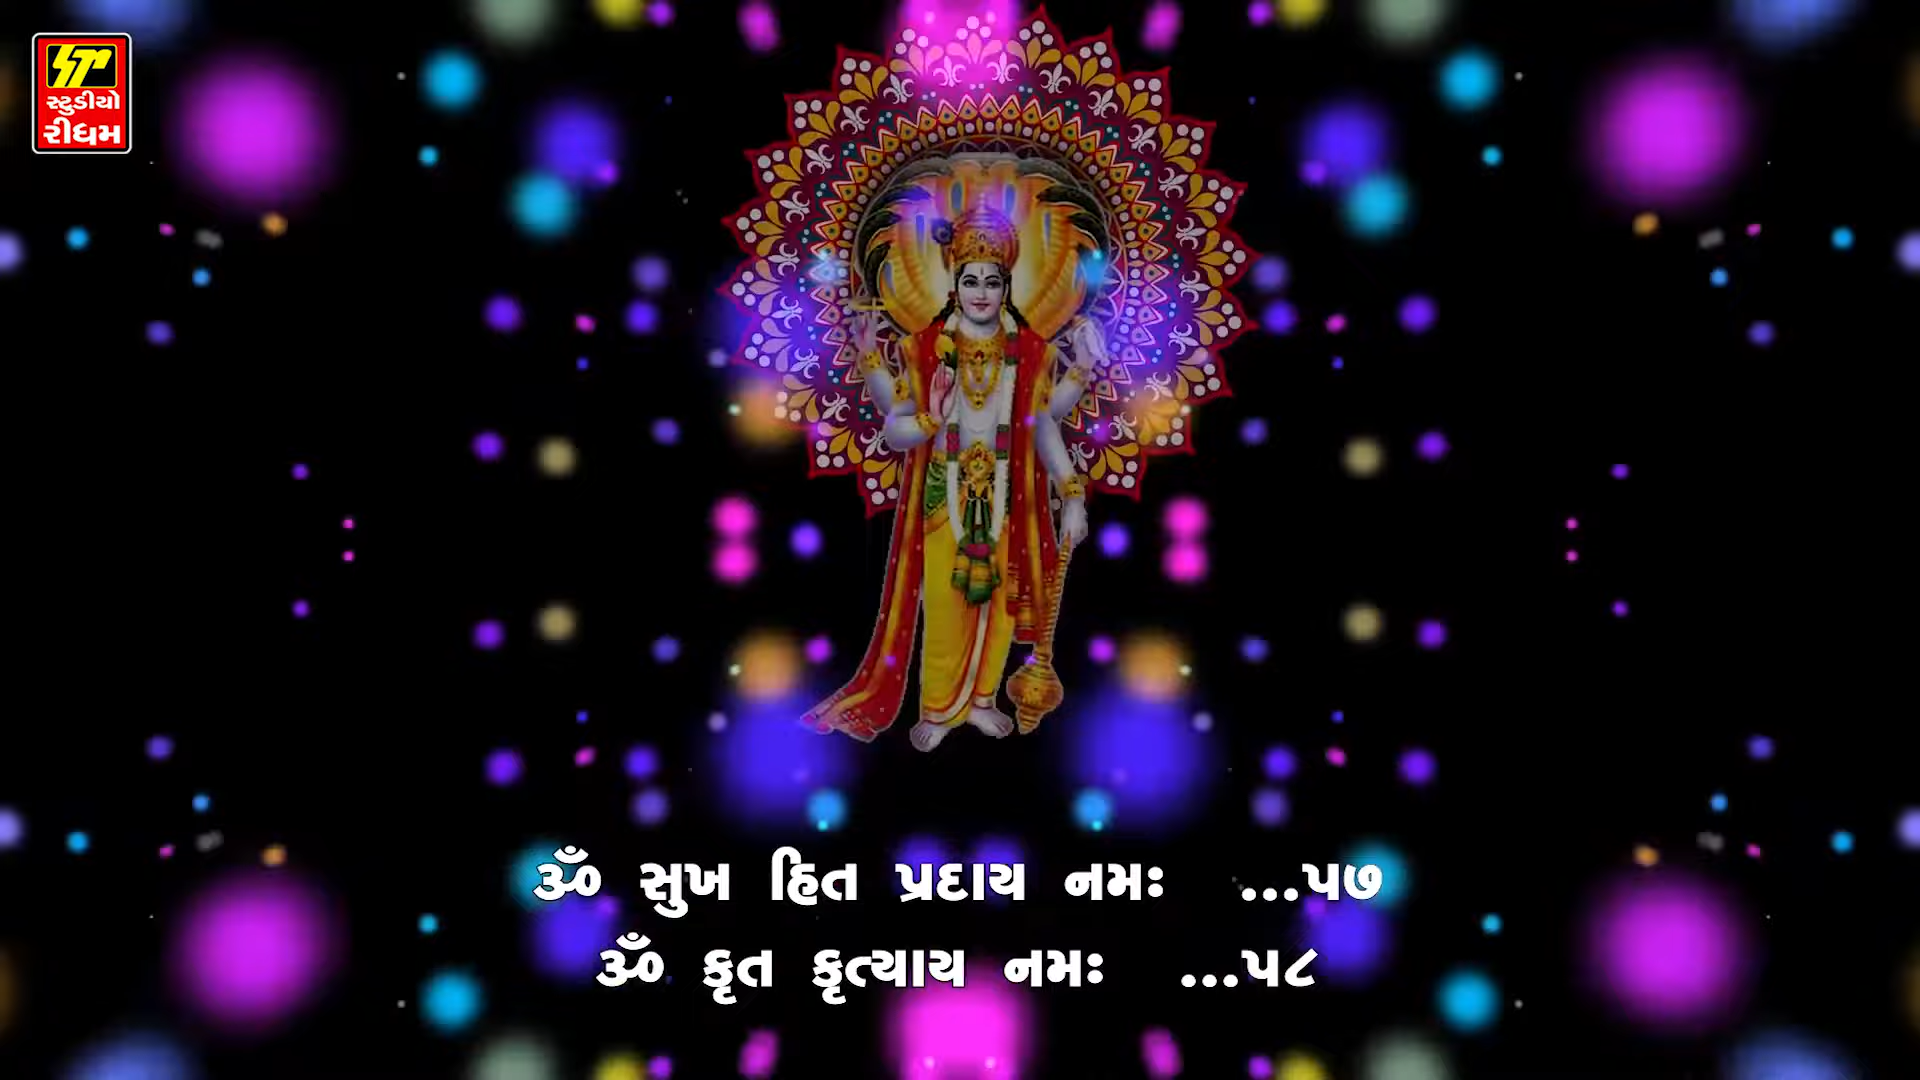 સ્ટુડીયો
રીધમ
ૐ સુખ હિત પ્રદાય નમઃ ...૫૭
ૐ કૃત કૃત્યાય નમઃ ...૫૮